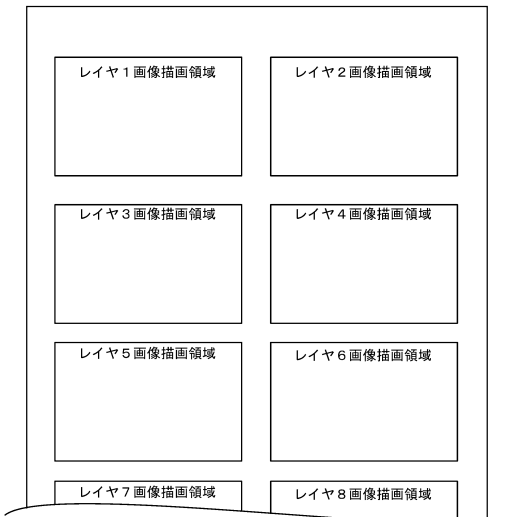 レイヤ１画像描画領域
レイヤ２画像描画領域
レイヤ３画像描画領域
レイヤ４画像描画領域
レイヤ５画像描画領域
レイヤ６画像描画領域
レイヤ７画像描画領域
レイヤ８画像描画領域